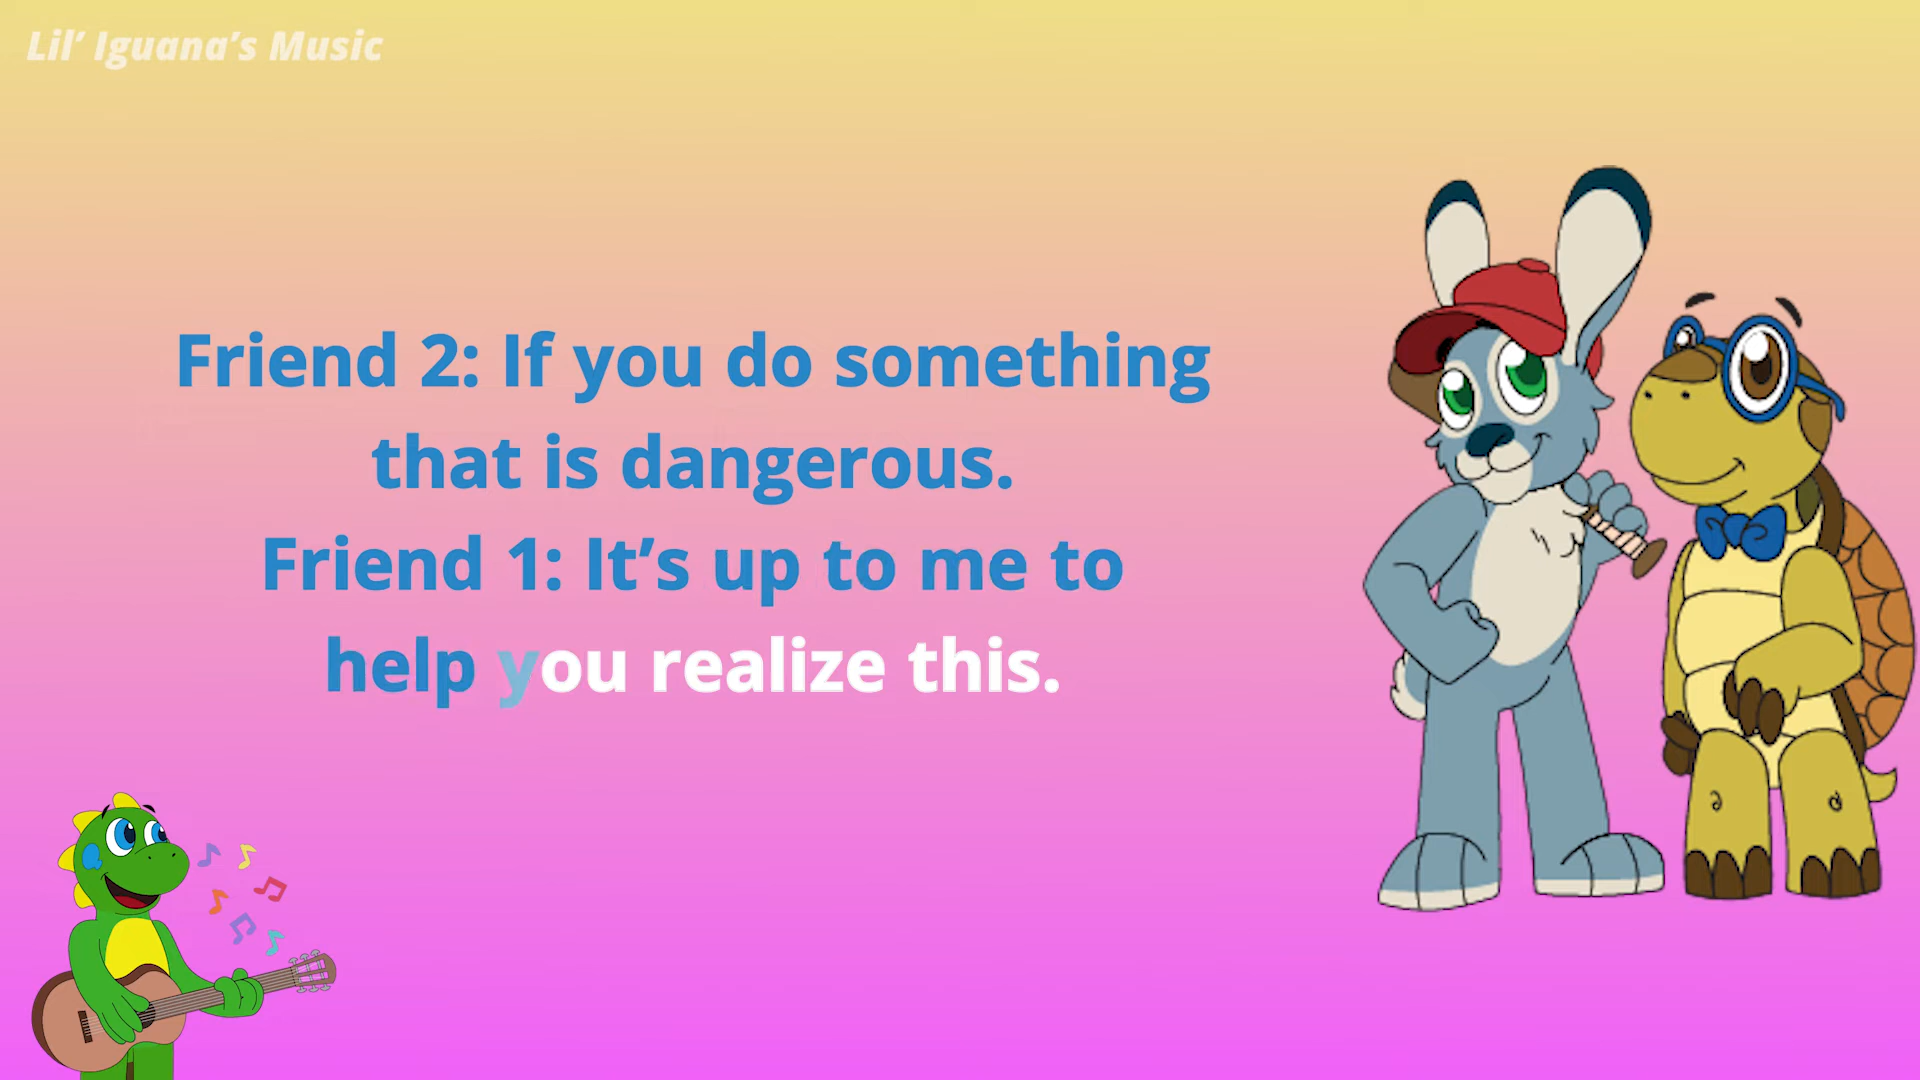 Lil’ Iguana’s Music
Friend 2: If you do something
that is dangerous.
Friend 1: It’s up to me to
help you realize this.